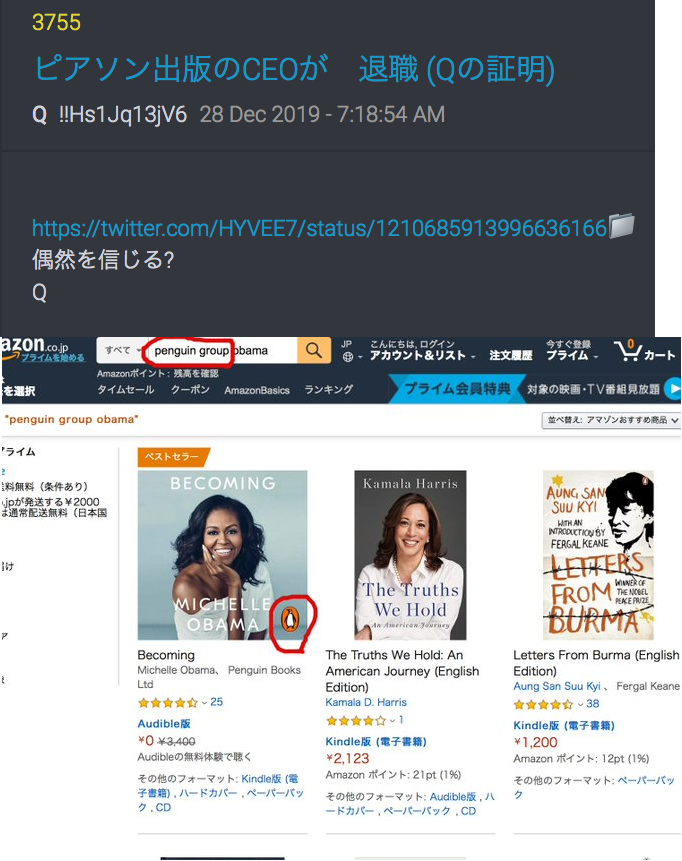 3755
ピアソン出版のCEOが 退職 (Qの証明)
Q !!Hs1Jq13jV6 28 Dec 2019 - 7:18:54 AM
https://twitter.com/HYVEE7/status/1210685913996636166
偶然を信じる?
Q
azon.co.jp
プライムを始める
すべて
penguin group obama
JP
こんにちは, ログイン
アカウント&リスト
注文履歴
今すぐ登録
プライム
0
カート
を選択
Amazonポイント: 残高を確認
タイムセール クーポン AmazonBasics ランキング
プライム会員特典
対象の映画・TV番組見放題
"penguin group obama"
並べ替え: アマゾンおすすめ商品
プライム
送料無料（条件あり）
.jpが発送する￥2000
は通常配送無料（日本国
届け
ベストセラー
BECOMING
MICHELLE
OBAMA
Becoming
Michelle Obama、 Penguin Books
Ltd
25
Audible版
￥0 ￥3,400
Audibleの無料体験で聴く
その他のフォーマット: Kindle版 (電
子書籍) , ハードカバー , ペーパーバッ
ク , CD
Kamala Harris
The Truths
We Hold
An American Journey
The Truths We Hold: An
American Journey (English
Edition)
Kamala D. Harris
1
Kindle版 (電子書籍)
￥2,123
Amazon ポイント: 21pt (1%)
その他のフォーマット: Audible版 , ハ
ードカバー , ペーパーバック , CD
AUNG SAN
SUU KYI
WITH AN
INTRODUCTION BY
FERGAL KEANE
LETTERS
FROM
BURMA
WINNER OF
THE NOBEL
PEACE PRIZE
Letters From Burma (English
Edition)
Aung San Suu Kyi 、 Fergal Keane
38
Kindle版 (電子書籍)
￥1,200
Amazon ポイント: 12pt (1%)
その他のフォーマット: ペーパーバッ
ク